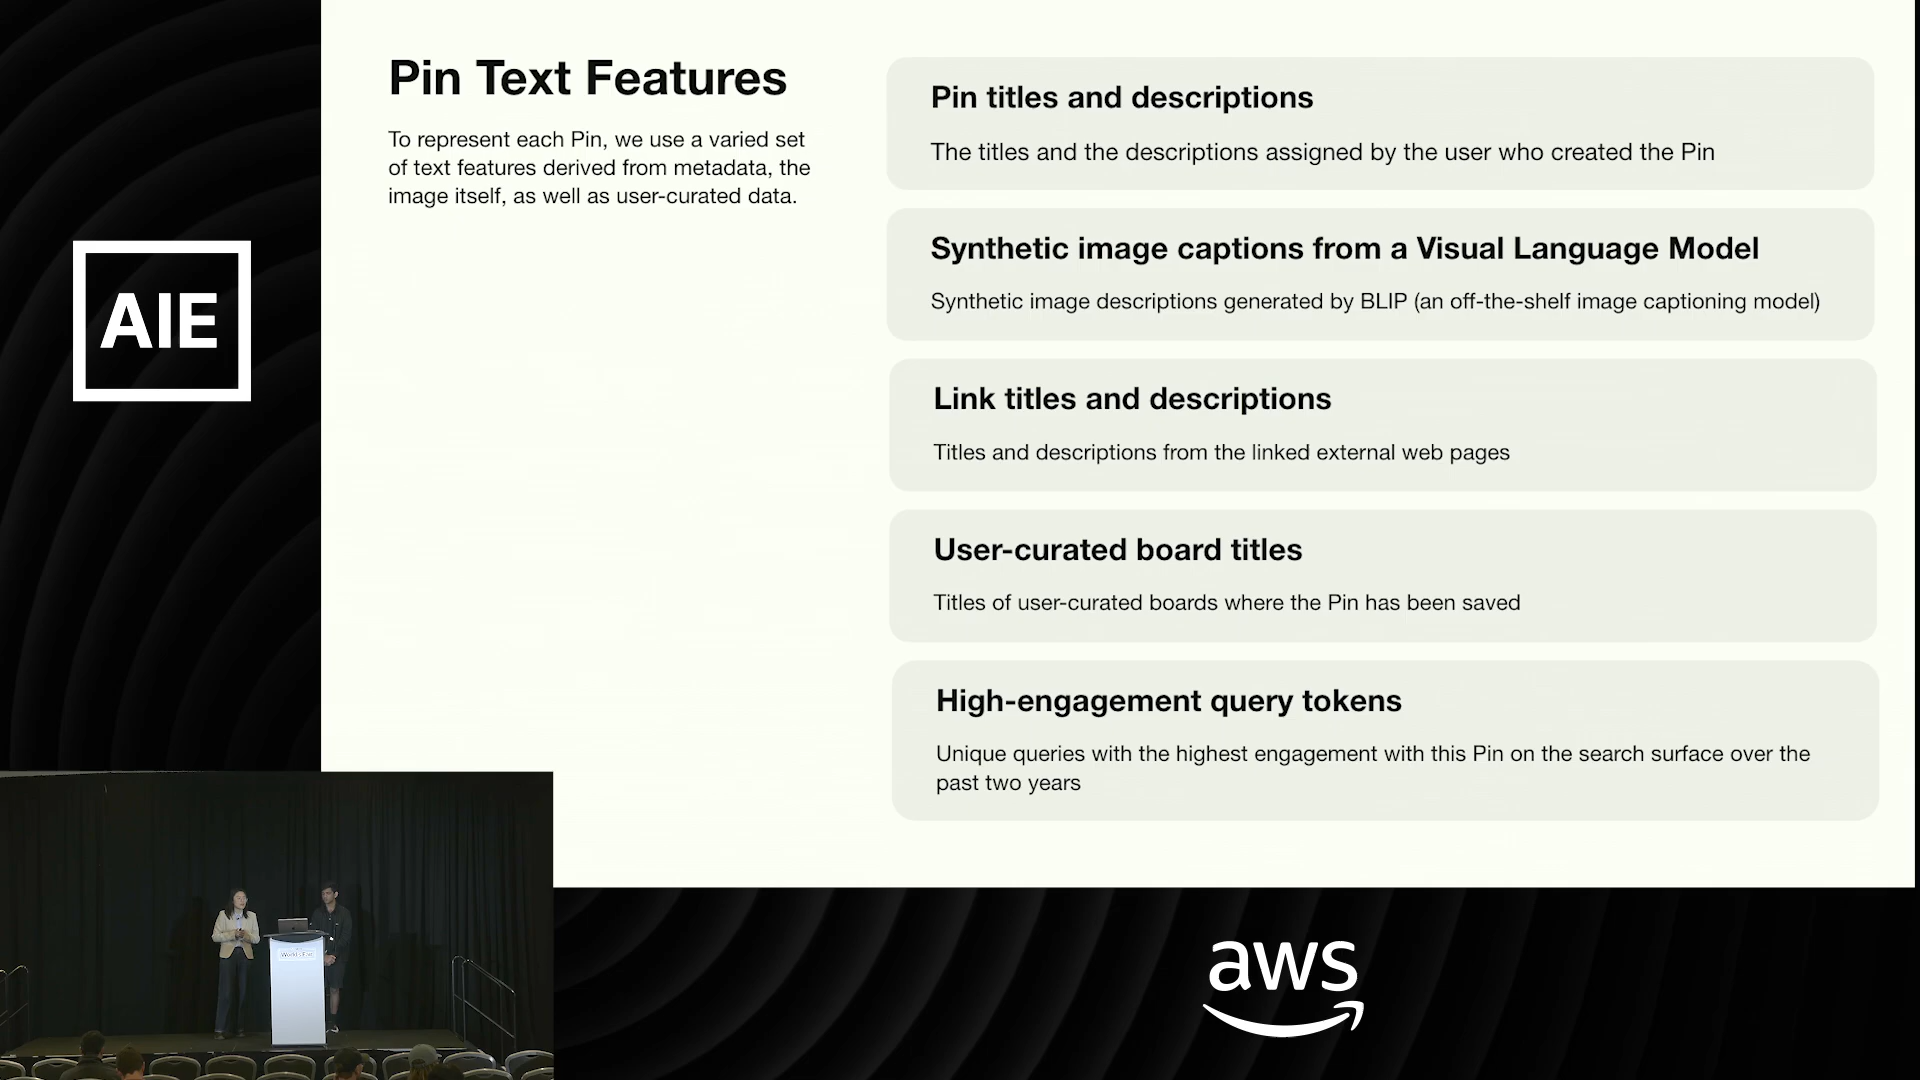 Pin Text Features
To represent each Pin, we use a varied set
of text features derived from metadata, the
image itself, as well as user-curated data.
Pin titles and descriptions
The titles and the descriptions assigned by the user who created the Pin
Synthetic image captions from a Visual Language Model
Synthetic image descriptions generated by BLIP (an off-the-shelf image captioning model)
Link titles and descriptions
Titles and descriptions from the linked external web pages
User-curated board titles
Titles of user-curated boards where the Pin has been saved
High-engagement query tokens
Unique queries with the highest engagement with this Pin on the search surface over the
past two years
AIE
World's Fair
aws